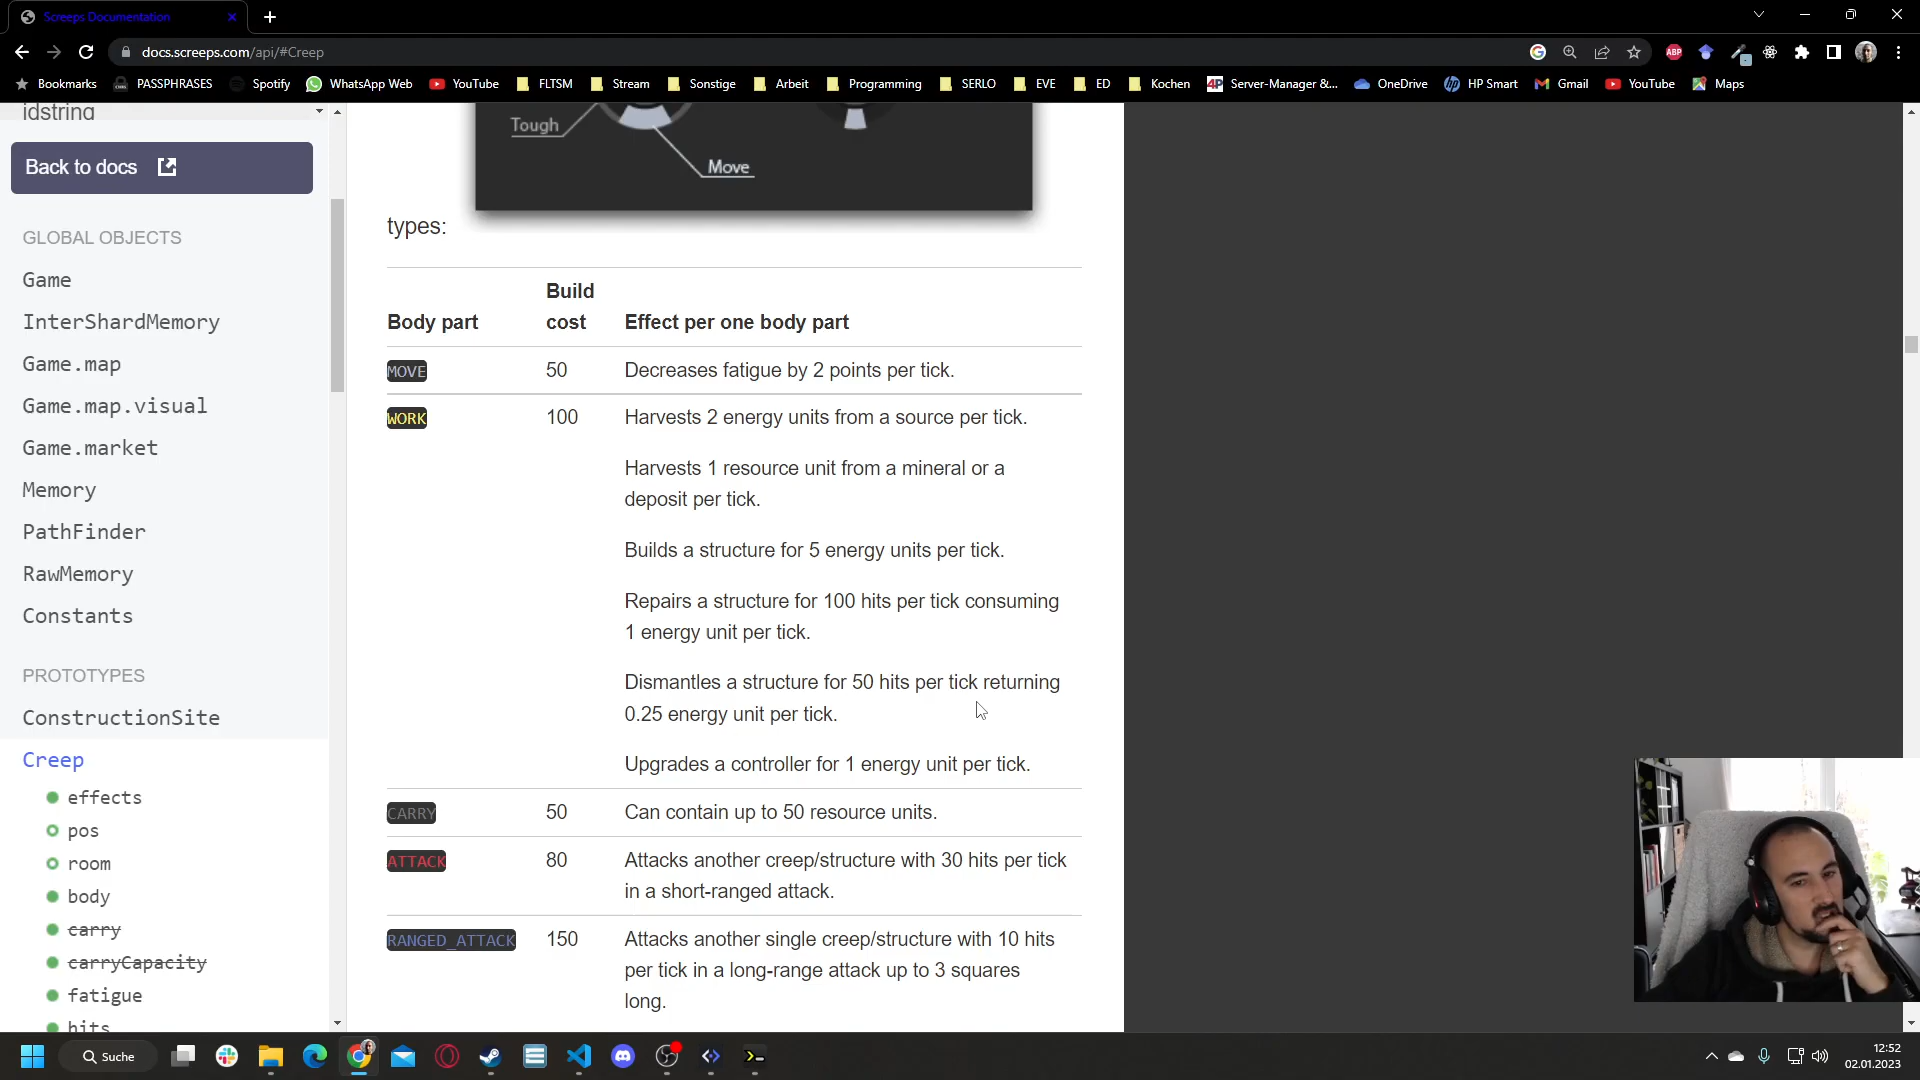 Screeps Documentation
docs.screeps.com/api/#Creep
Bookmarks PASSPHRASES Spotify WhatsApp Web YouTube FLTSM Stream Sonstige Arbeit Programming SERLO EVE ED Kochen Server-Manager &... OneDrive HP Smart Gmail YouTube Maps
idstring
Back to docs
GLOBAL OBJECTS
Game
InterShardMemory
Game.map
Game.map.visual
Game.market
Memory
PathFinder
RawMemory
Constants
PROTOTYPES
ConstructionSite
Creep
effects
pos
room
body
carry
carryCapacity
fatigue
hits
Tough
Move
types:
Body part Build cost Effect per one body part
MOVE 50 Decreases fatigue by 2 points per tick.
WORK 100 Harvests 2 energy units from a source per tick.
Harvests 1 resource unit from a mineral or a
deposit per tick.
Builds a structure for 5 energy units per tick.
Repairs a structure for 100 hits per tick consuming
1 energy unit per tick.
Dismantles a structure for 50 hits per tick returning
0.25 energy unit per tick.
Upgrades a controller for 1 energy unit per tick.
CARRY 50 Can contain up to 50 resource units.
ATTACK 80 Attacks another creep/structure with 30 hits per tick
in a short-ranged attack.
RANGED_ATTACK 150 Attacks another single creep/structure with 10 hits
per tick in a long-range attack up to 3 squares
long.
Suche
12:52
02.01.2023